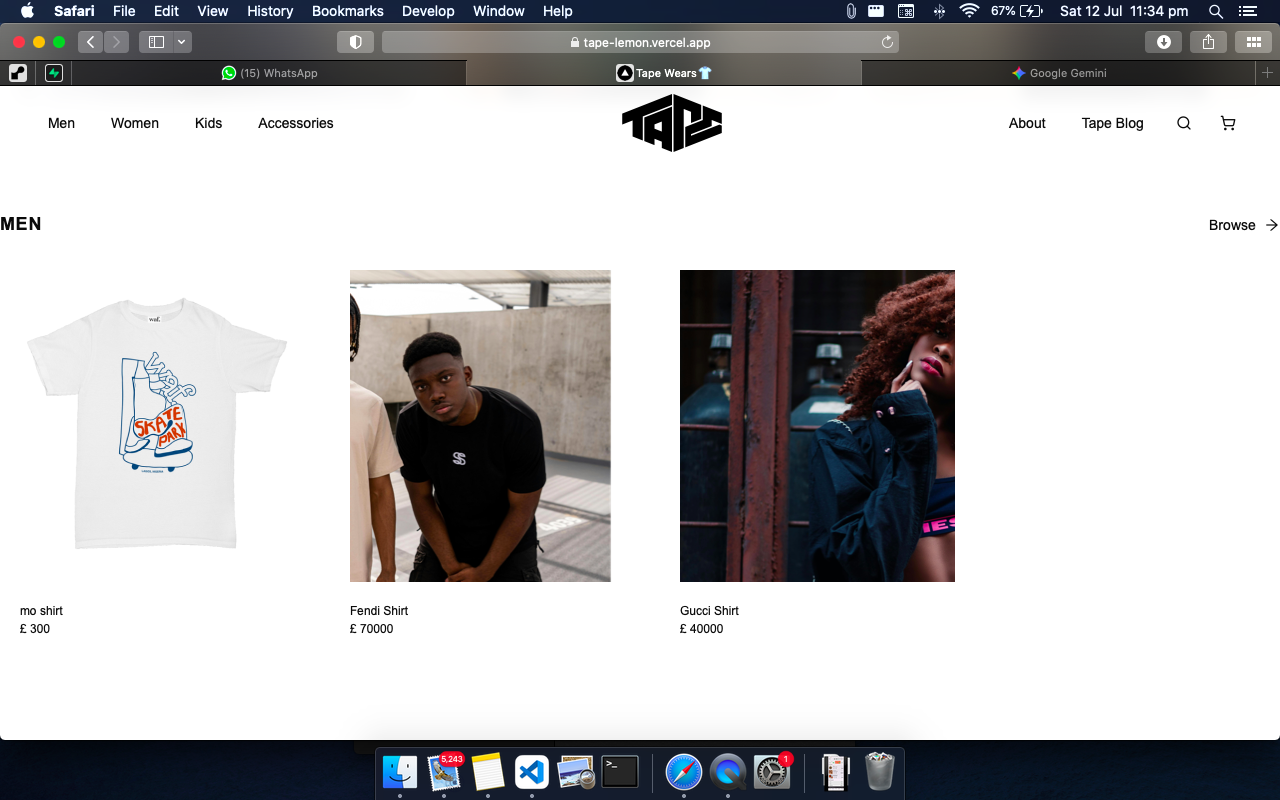 Safari File Edit View History Bookmarks Develop Window Help 67% Sat 12 Jul 11:34 pm
tape-lemon.vercel.app
(15) WhatsApp
Tape Wears
Google Gemini
Men Women Kids Accessories
TAPE
About Tape Blog
MEN
Browse
waf.
WAF
SKATE
PARK
mo shirt
£ 300
Fendi Shirt
£ 70000
Gucci Shirt
£ 40000
5,243
1